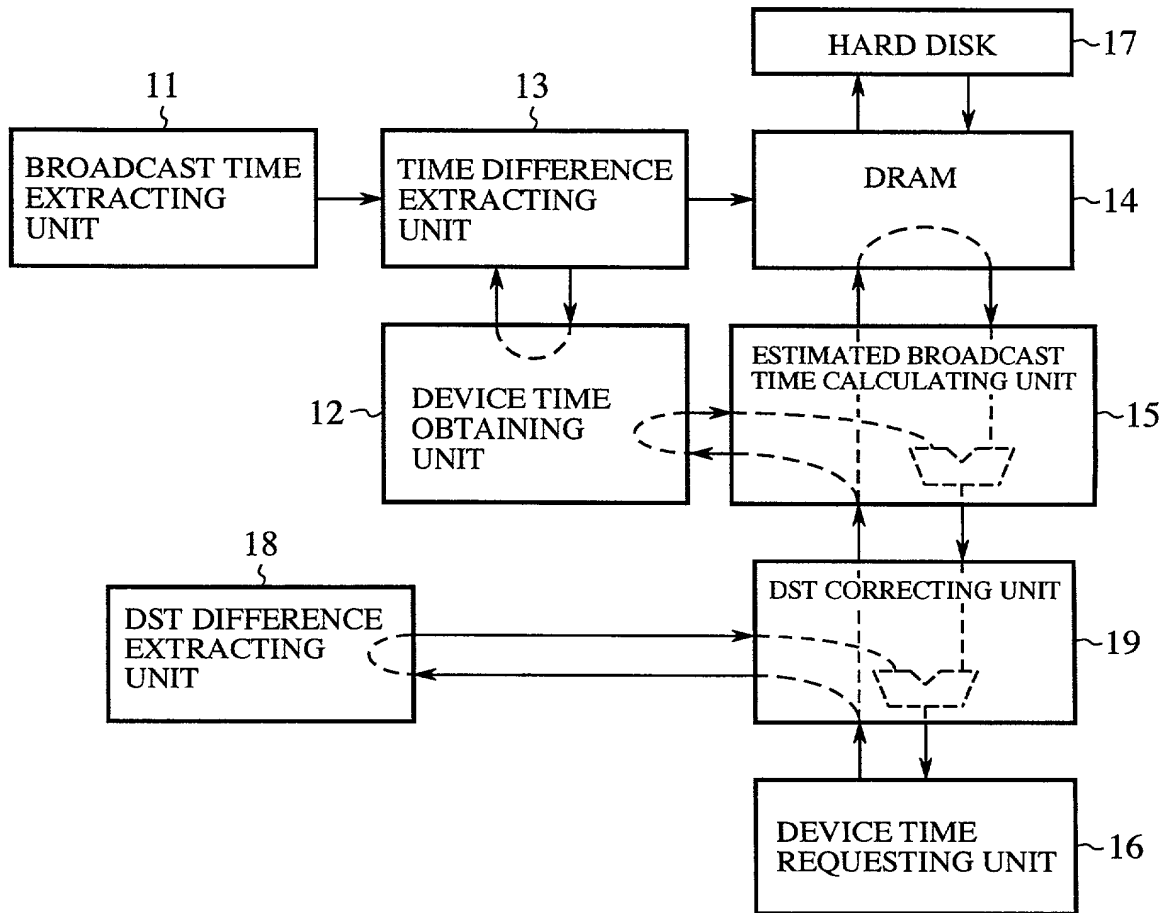 HARD DISK
17
11
13
BROADCAST TIME
EXTRACTING
UNIT
TIME DIFFERENCE
EXTRACTING
UNIT
DRAM
14
12
DEVICE TIME
OBTAINING
UNIT
ESTIMATED BROADCAST
TIME CALCULATING UNIT
15
18
DST DIFFERENCE
EXTRACTING
UNIT
DST CORRECTING UNIT
19
DEVICE TIME
REQUESTING UNIT
16